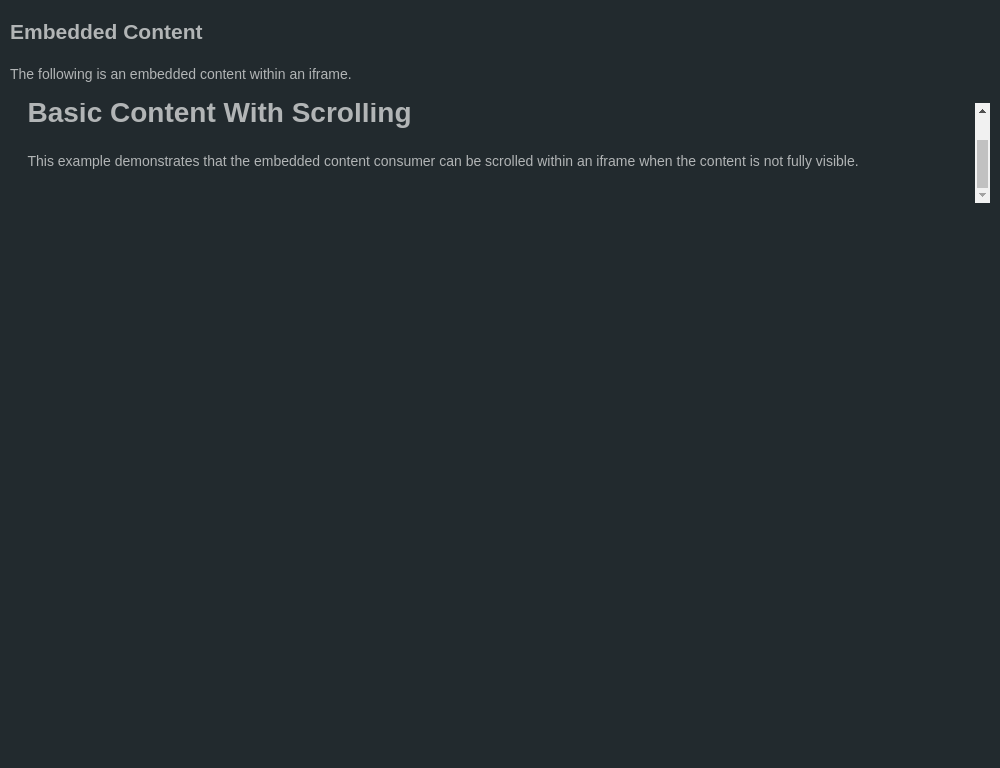 Embedded Content
The following is an embedded content within an iframe.
Basic Content With Scrolling
This example demonstrates that the embedded content consumer can be scrolled within an iframe when the content is not fully visible.